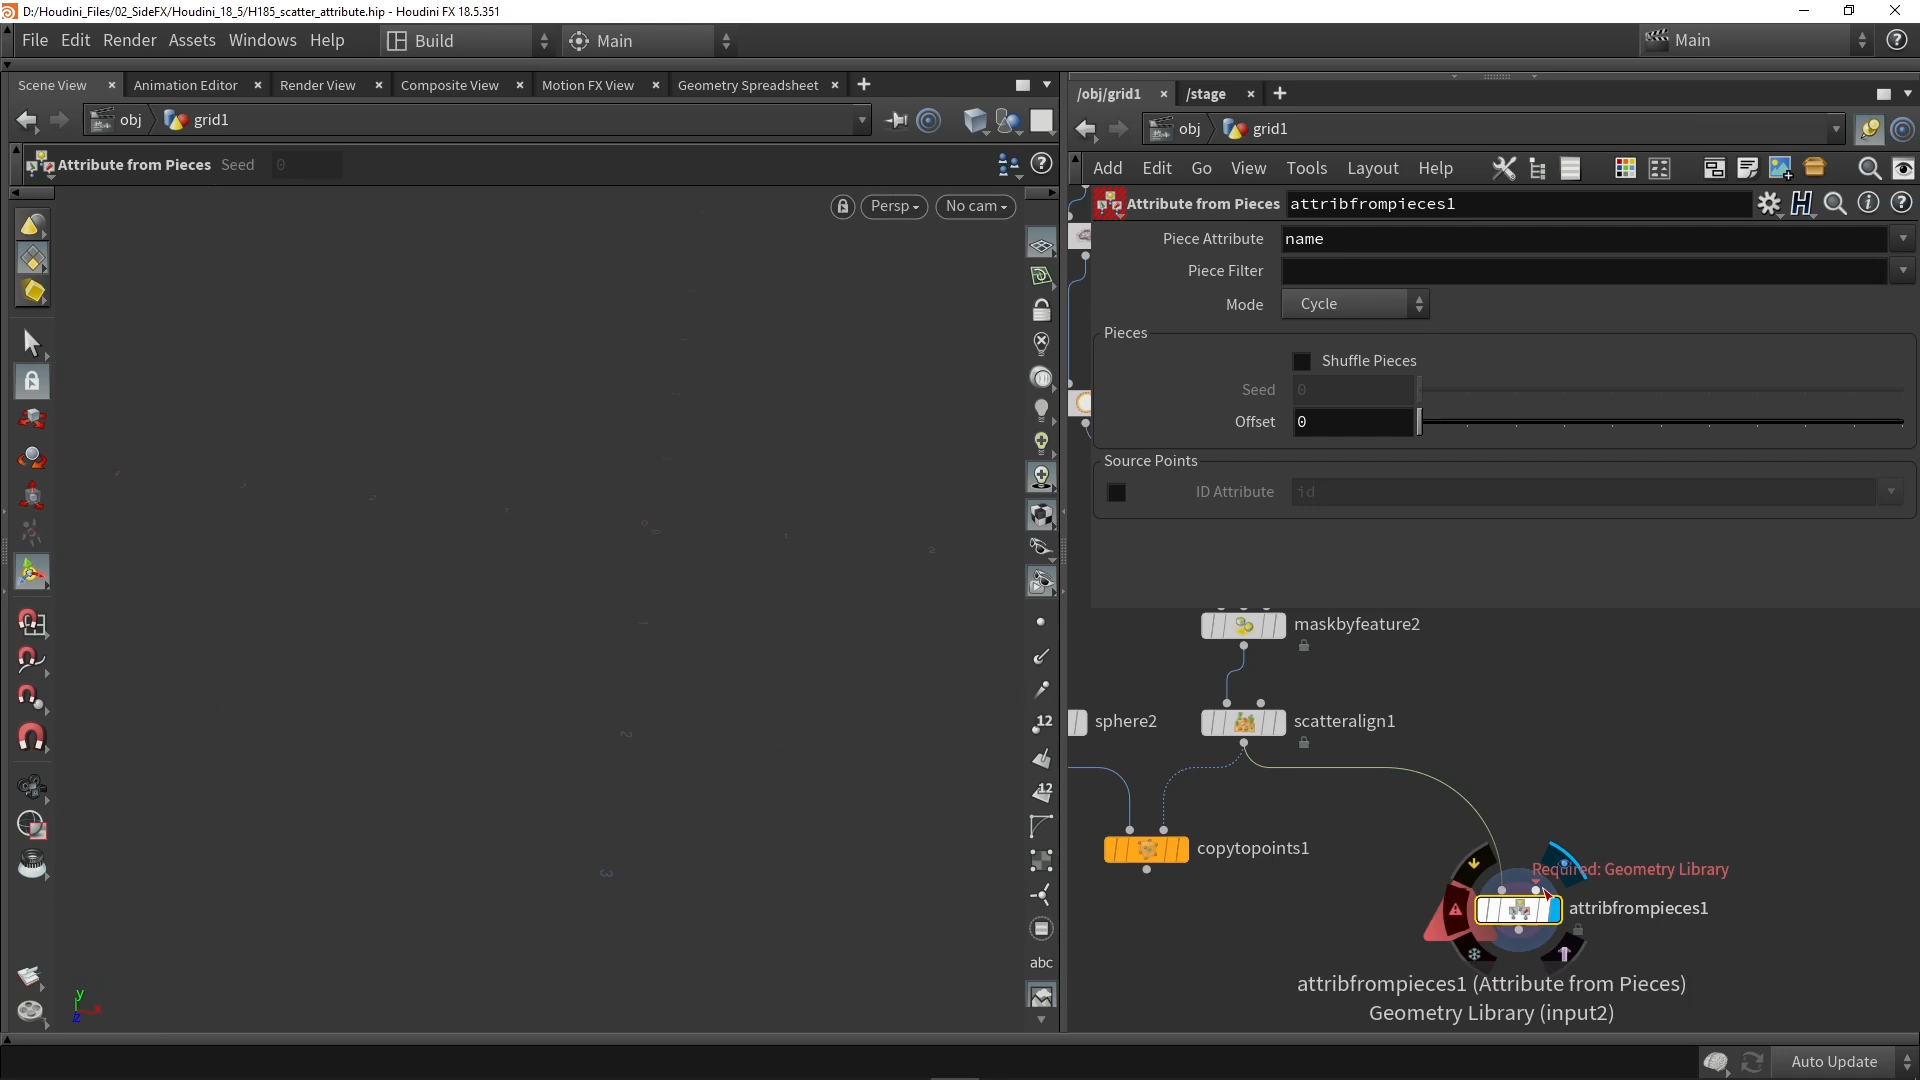 D:/Houdini_Files/02_SideFX/Houdini_18_5/H185_scatter_attribute.hip - Houdini FX 18.5.351
File Edit Render Assets Windows Help Build Main Main
Scene View Animation Editor Render View Composite View Motion FX View Geometry Spreadsheet
/obj/grid1 /stage
obj grid1
obj grid1
Attribute from Pieces Seed 0
Add Edit Go View Tools Layout Help
Persp No cam
Attribute from Pieces attribfrompieces1
Piece Attribute name
Piece Filter
Mode Cycle
Pieces
Shuffle Pieces
Seed 0
Offset 0
Source Points
ID Attribute id
maskbyfeature2
sphere2 scatteralign1
copytopoints1
Required: Geometry Library
attribfrompieces1
attribfrompieces1 (Attribute from Pieces)
Geometry Library (input2)
12
12
abc
y
x
z
Auto Update